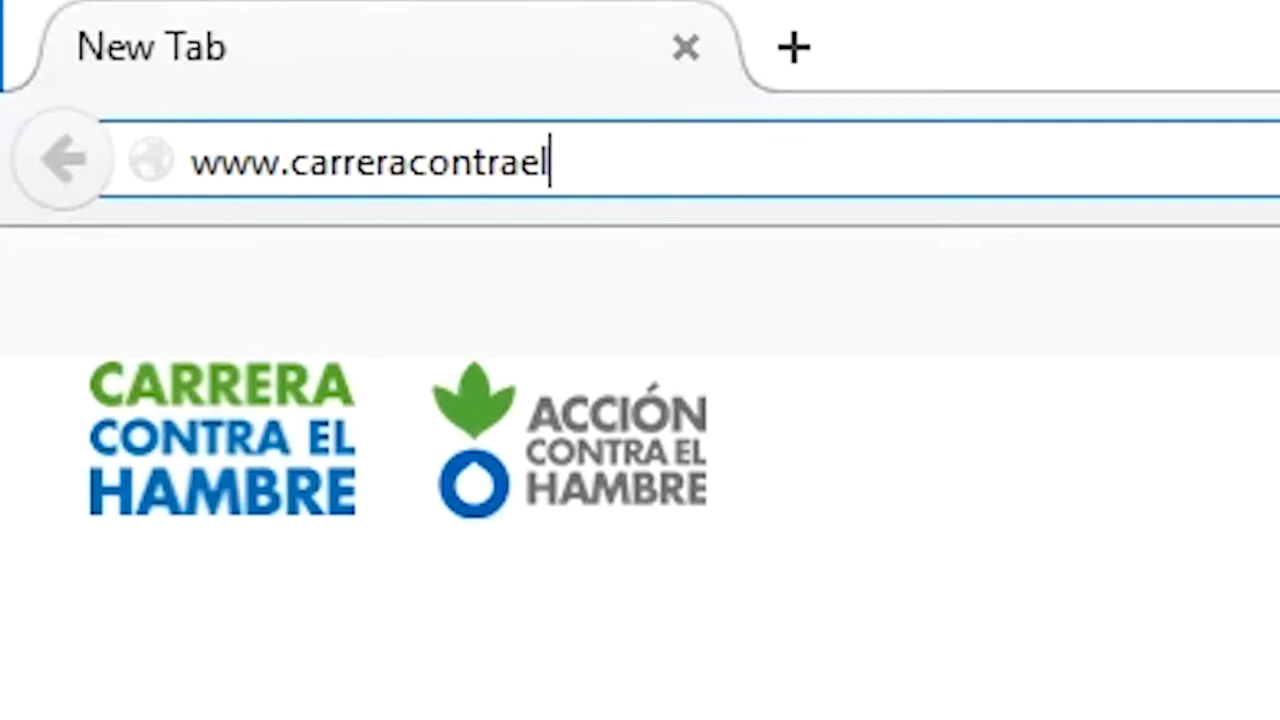 New Tab
www.carreracontrael
CARRERA
CONTRA EL
HAMBRE
ACCIÓN
CONTRA EL
HAMBRE